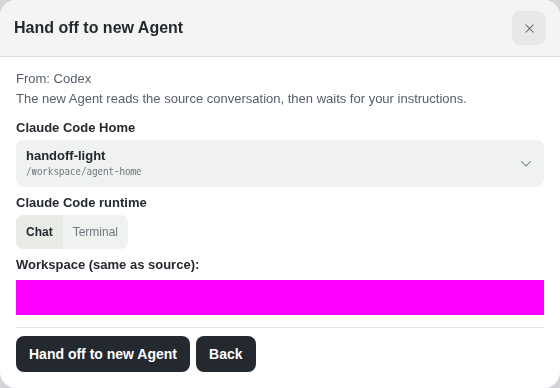 Hand off to new Agent
From: Codex
The new Agent reads the source conversation, then waits for your instructions.
Claude Code Home
handoff-light
/workspace/agent-home
Claude Code runtime
Chat Terminal
Workspace (same as source):
Hand off to new Agent Back